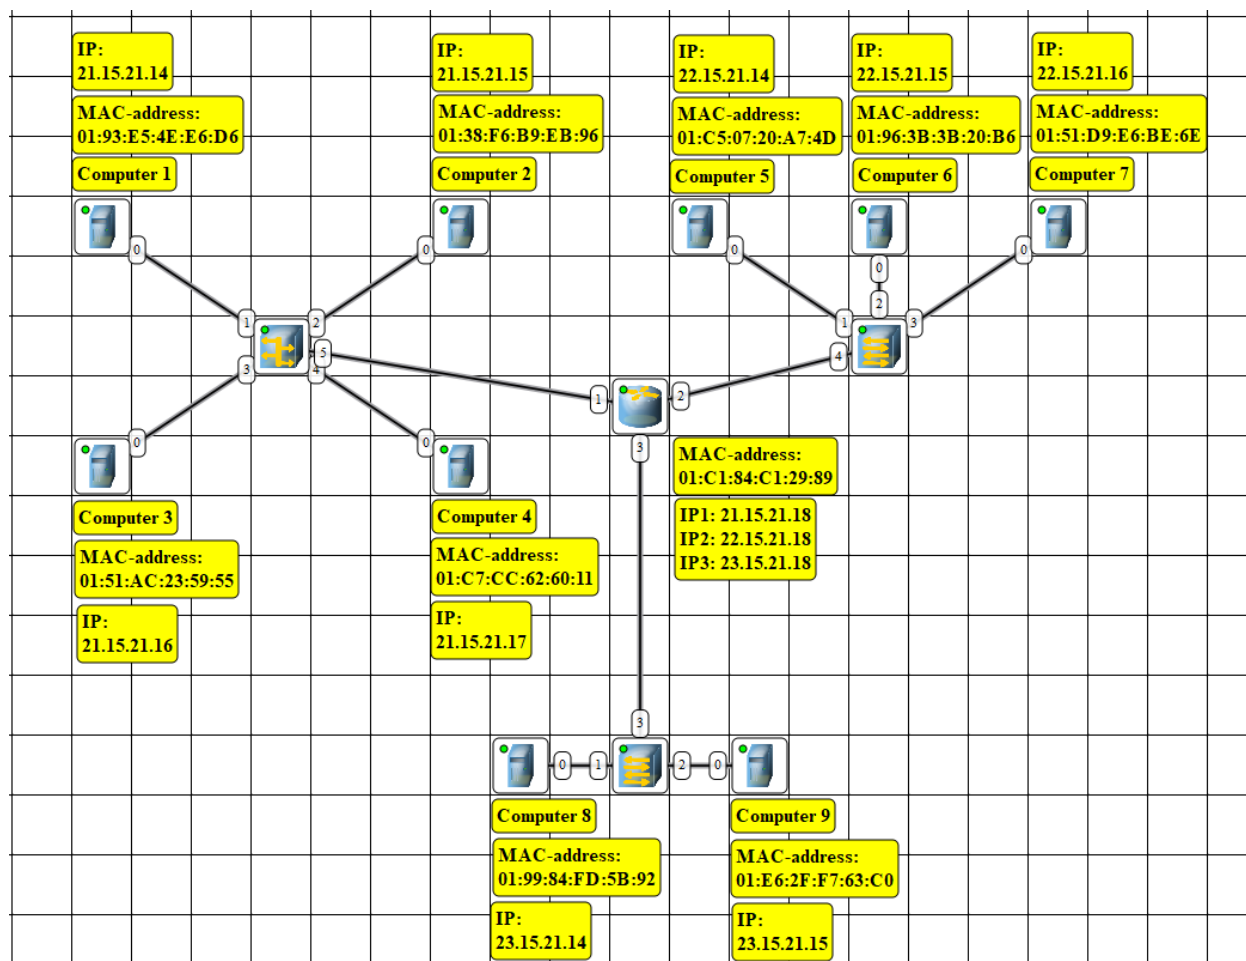 IP:
21.15.21.14
MAC-address:
01:93:E5:4E:E6:D6
Computer 1
IP:
21.15.21.15
MAC-address:
01:38:F6:B9:EB:96
Computer 2
IP:
22.15.21.14
MAC-address:
01:C5:07:20:A7:4D
Computer 5
IP:
22.15.21.15
MAC-address:
01:96:3B:3B:20:B6
Computer 6
IP:
22.15.21.16
MAC-address:
01:51:D9:E6:BE:6E
Computer 7
0
0
0
0
0
1
2
3
4
5
1
2
3
4
1
2
3
0
0
Computer 3
MAC-address:
01:51:AC:23:59:55
IP:
21.15.21.16
Computer 4
MAC-address:
01:C7:CC:62:60:11
IP:
21.15.21.17
MAC-address:
01:C1:84:C1:29:89
IP1: 21.15.21.18
IP2: 22.15.21.18
IP3: 23.15.21.18
3
0
1
2
0
Computer 8
MAC-address:
01:99:84:FD:5B:92
IP:
23.15.21.14
Computer 9
MAC-address:
01:E6:2F:F7:63:C0
IP:
23.15.21.15